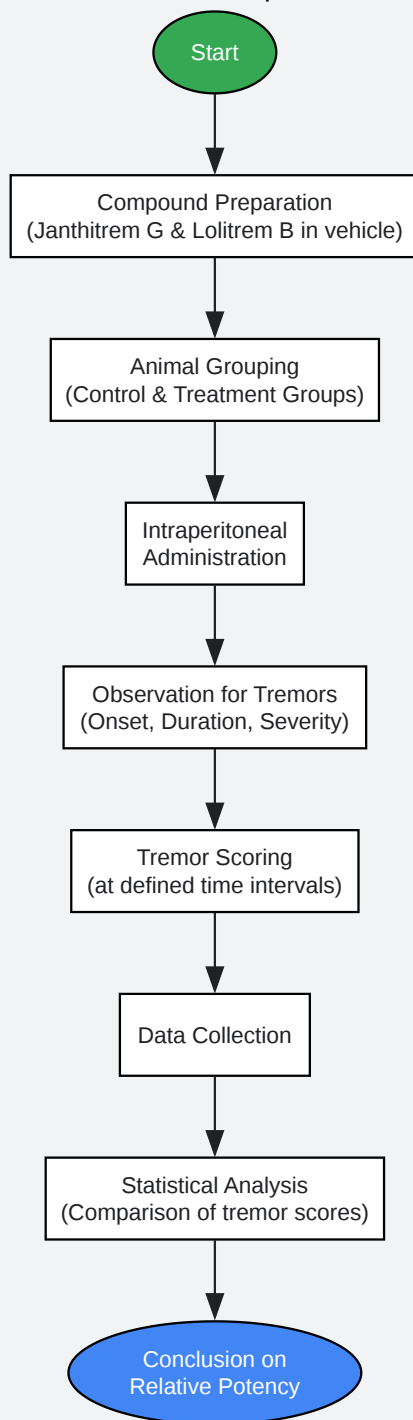 Start
Compound Preparation
(Janthitrem G & Lolitrem B in vehicle)
Animal Grouping
(Control & Treatment Groups)
Intraperitoneal
Administration
Observation for Tremors
(Onset, Duration, Severity)
Tremor Scoring
(at defined time intervals)
Data Collection
Statistical Analysis
(Comparison of tremor scores)
Conclusion on
Relative Potency